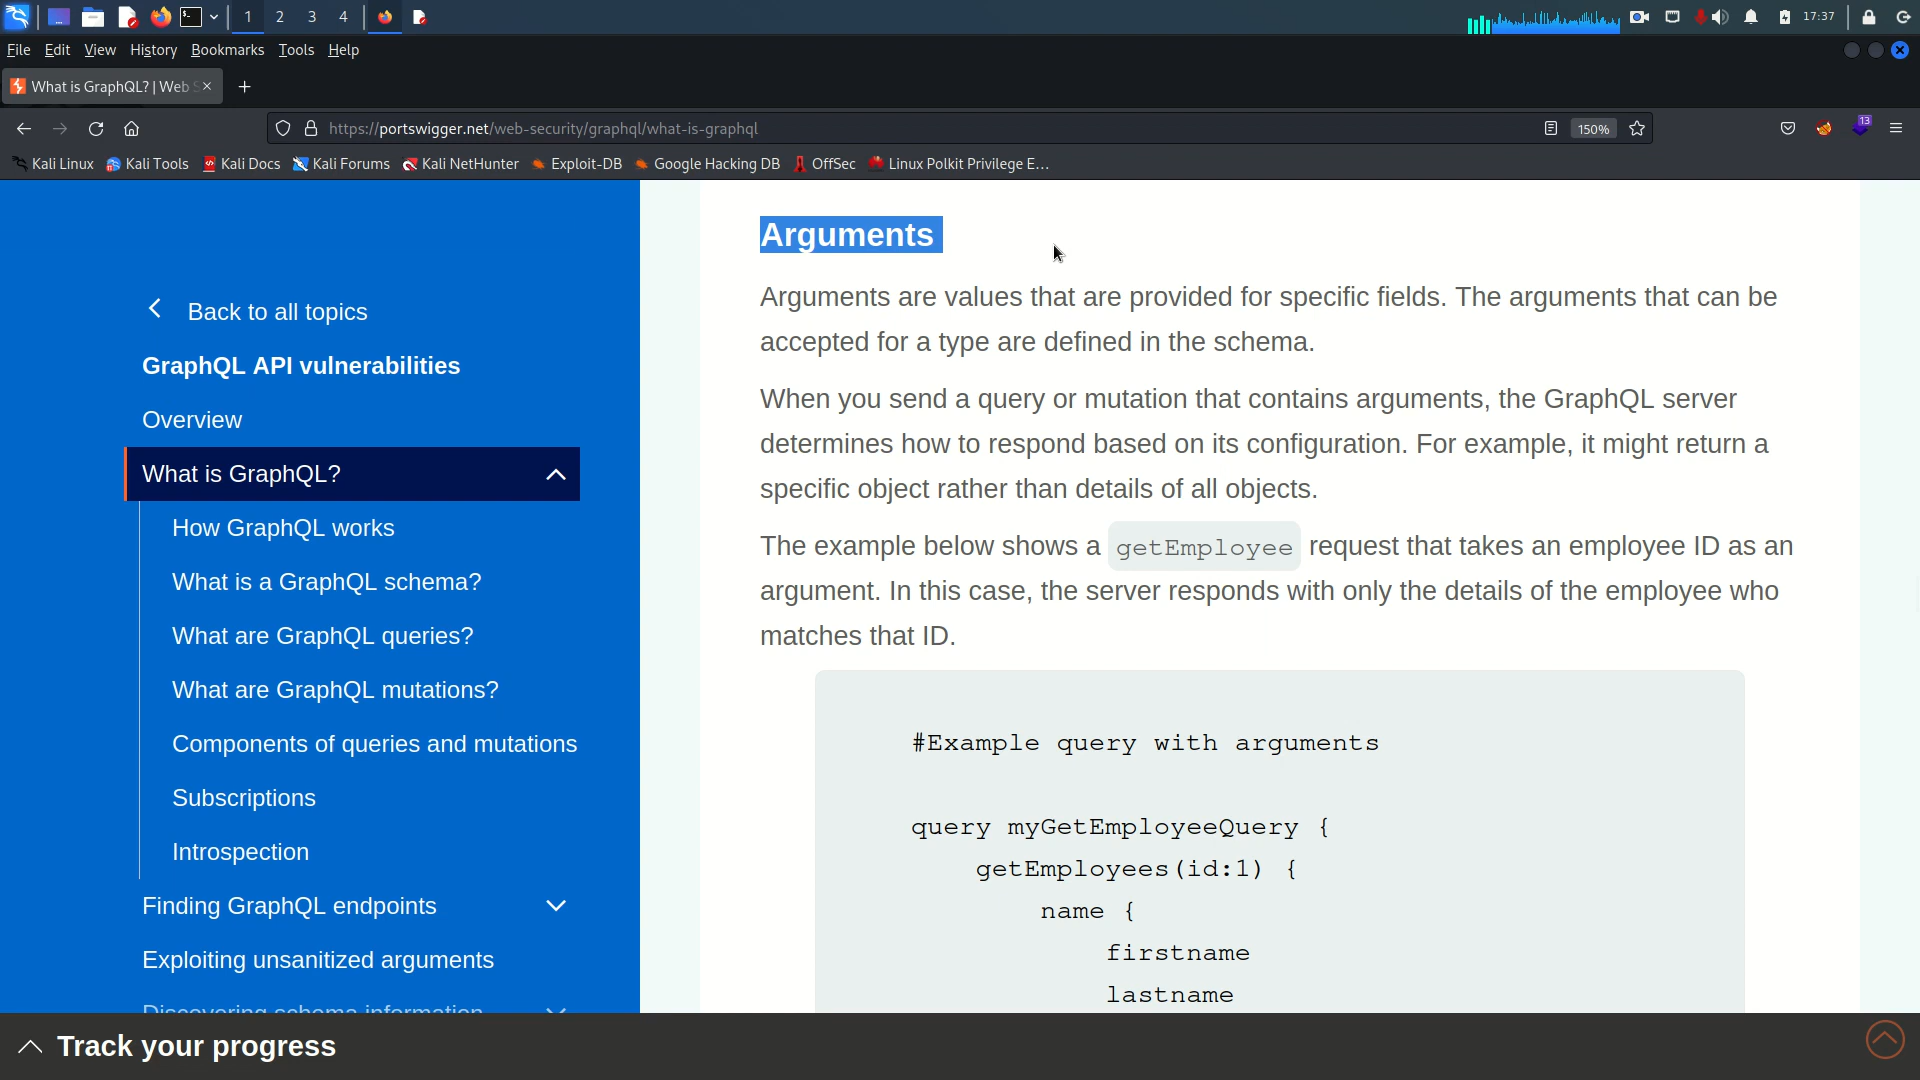 1 2 3 4 17:37
File Edit View History Bookmarks Tools Help
What is GraphQL? | Web S
https://portswigger.net/web-security/graphql/what-is-graphql 150% 13
Kali Linux Kali Tools Kali Docs Kali Forums Kali NetHunter Exploit-DB Google Hacking DB OffSec Linux Polkit Privilege E...
Back to all topics
GraphQL API vulnerabilities
Overview
What is GraphQL?
How GraphQL works
What is a GraphQL schema?
What are GraphQL queries?
What are GraphQL mutations?
Components of queries and mutations
Subscriptions
Introspection
Finding GraphQL endpoints
Exploiting unsanitized arguments
Discovering schema information
Arguments
Arguments are values that are provided for specific fields. The arguments that can be
accepted for a type are defined in the schema.
When you send a query or mutation that contains arguments, the GraphQL server
determines how to respond based on its configuration. For example, it might return a
specific object rather than details of all objects.
The example below shows a getEmployee request that takes an employee ID as an
argument. In this case, the server responds with only the details of the employee who
matches that ID.
#Example query with arguments
query myGetEmployeeQuery {
getEmployees(id:1) {
name {
firstname
lastname
Track your progress